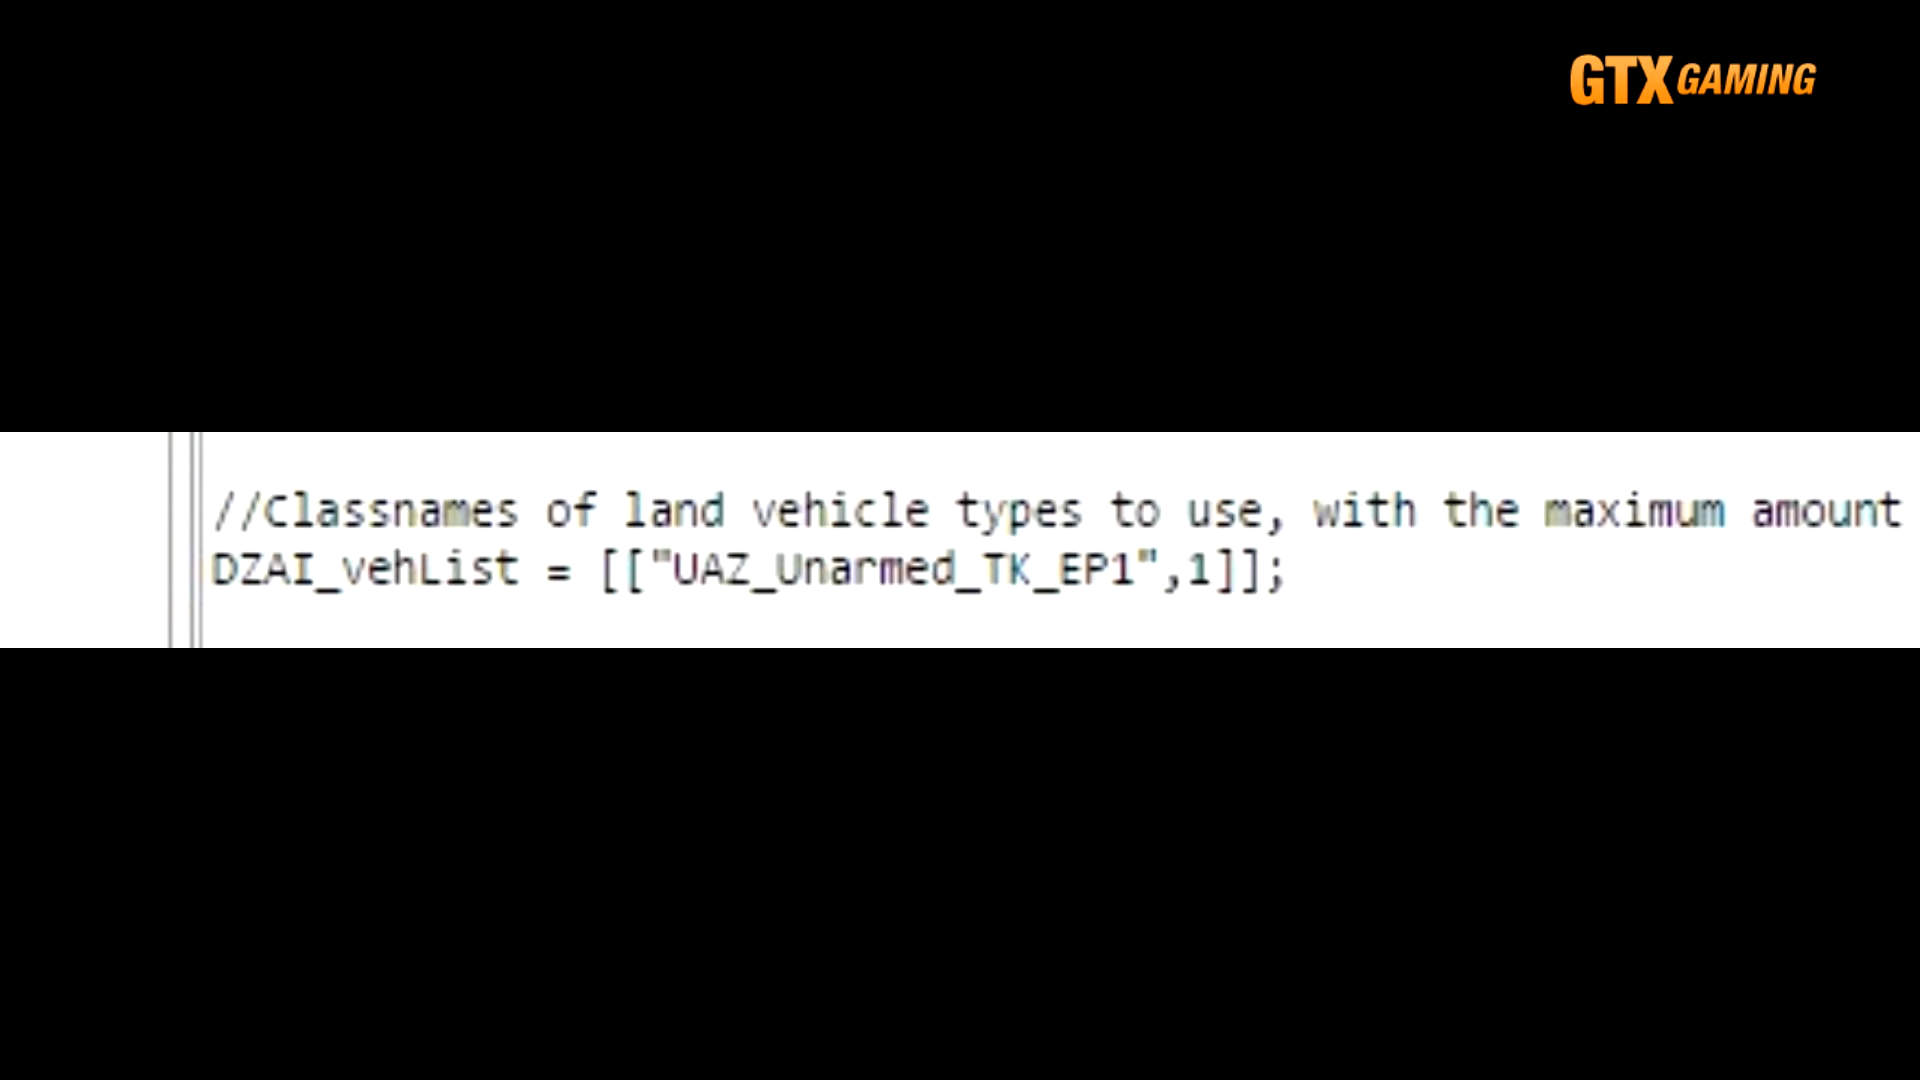 GTX GAMING
//Classnames of land vehicle types to use, with the maximum amount
DZAI_vehList = [["UAZ_Unarmed_TK_EP1",1]];